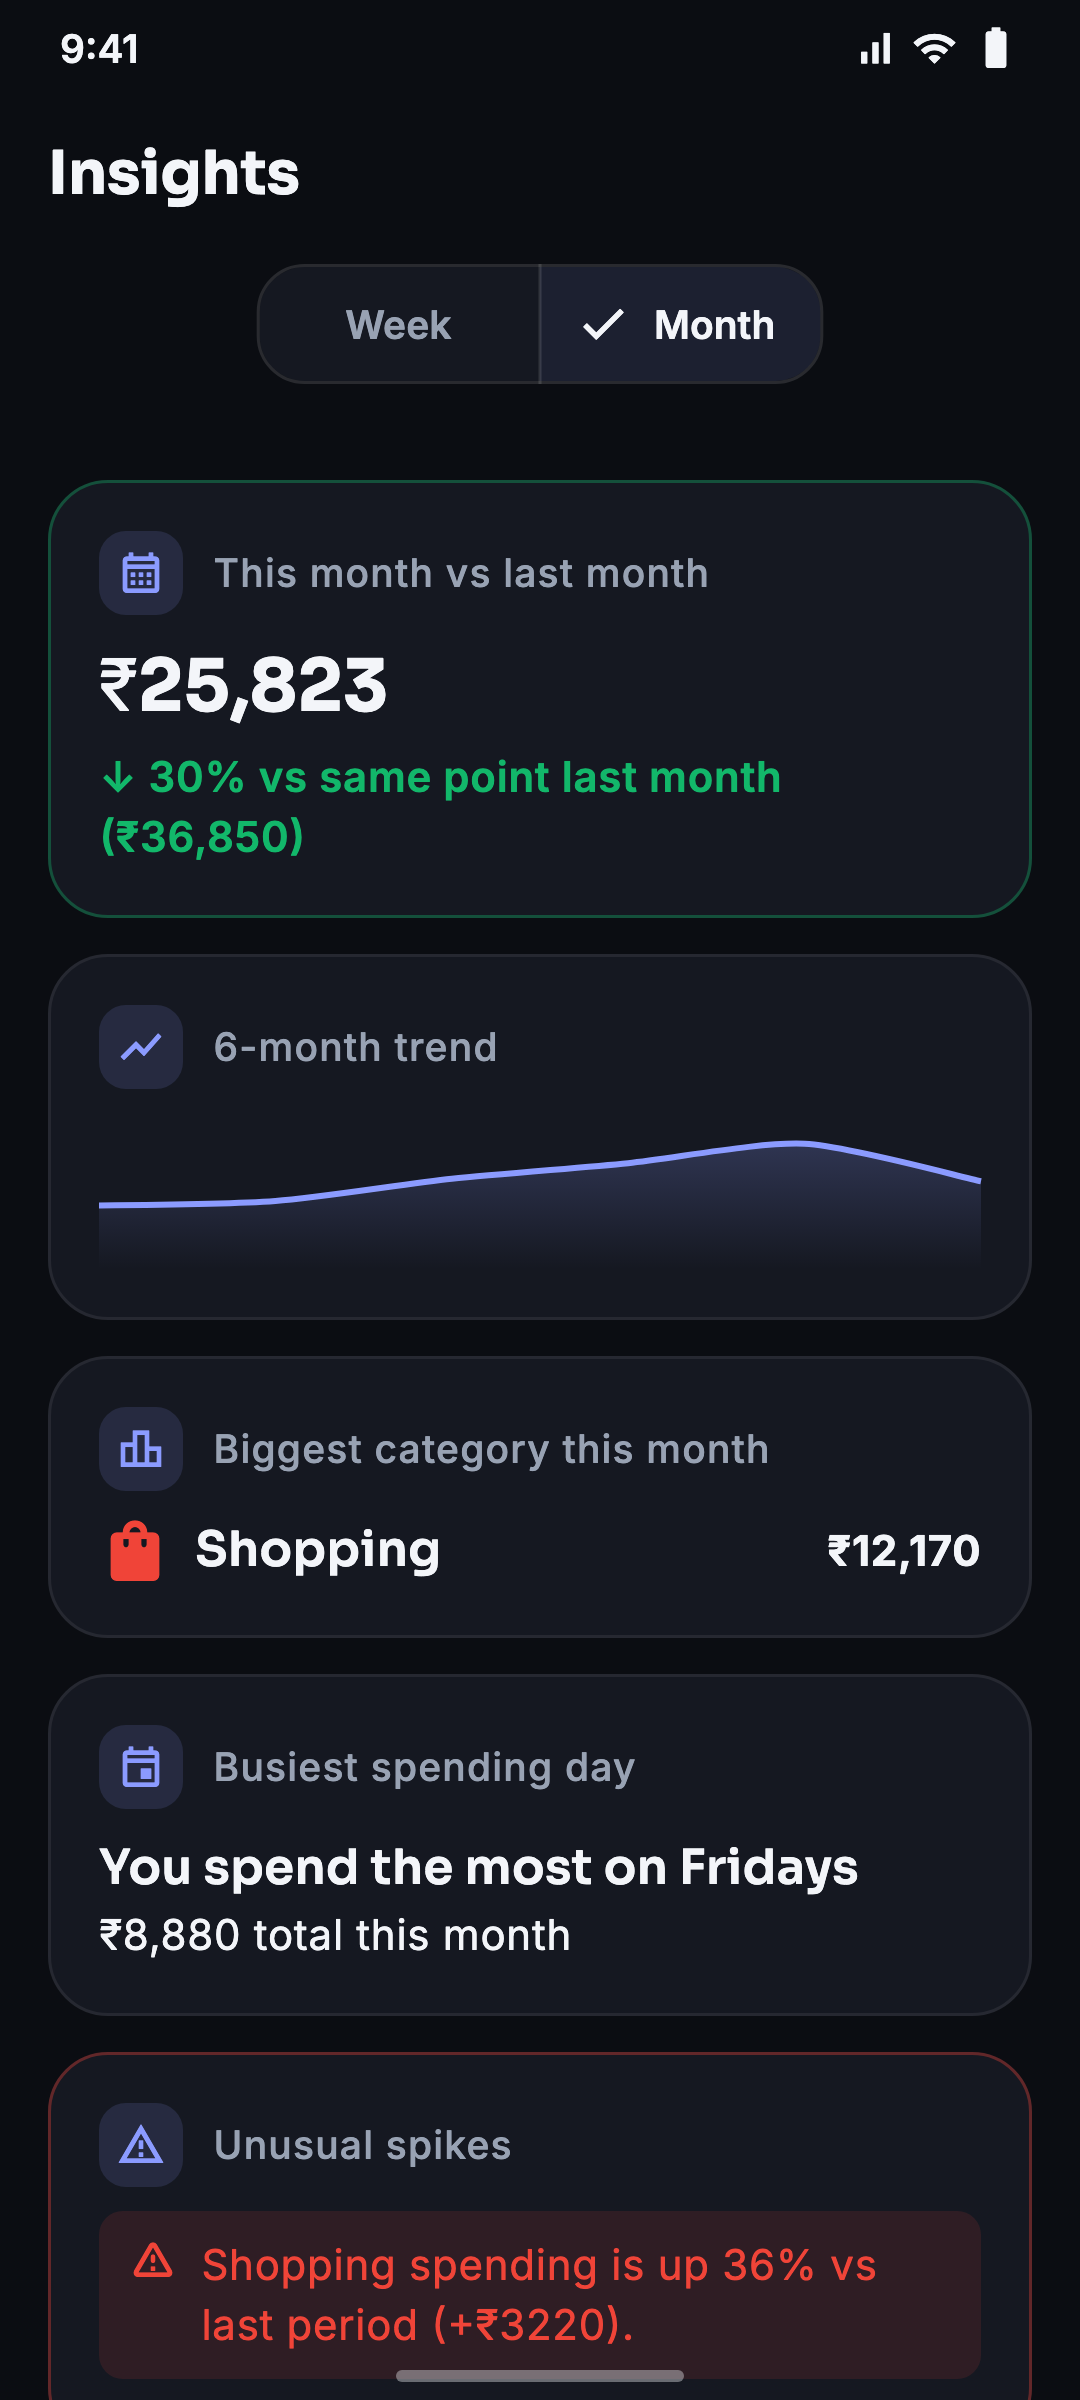 9:41
Insights
Week
Month
This month vs last month
₹25,823
↓ 30% vs same point last month
(₹36,850)
6-month trend
Biggest category this month
Shopping
₹12,170
Busiest spending day
You spend the most on Fridays
₹8,880 total this month
Unusual spikes
Shopping spending is up 36% vs
last period (+₹3220).